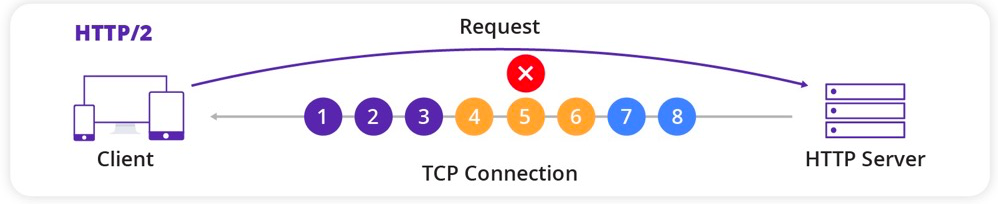 HTTP/2
Request
1 2 3 4 5 6 7 8
Client
HTTP Server
TCP Connection